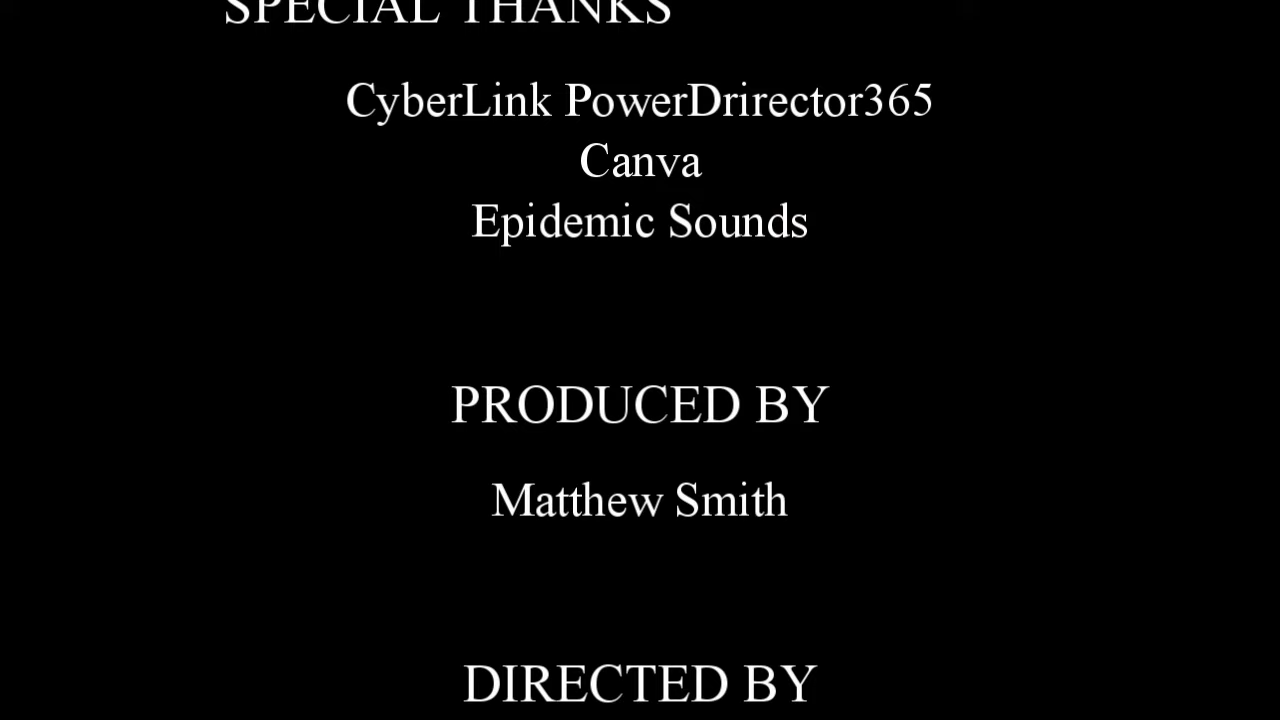 SPECIAL THANKS
CyberLink PowerDrirector365
Canva
Epidemic Sounds
PRODUCED BY
Matthew Smith
DIRECTED BY